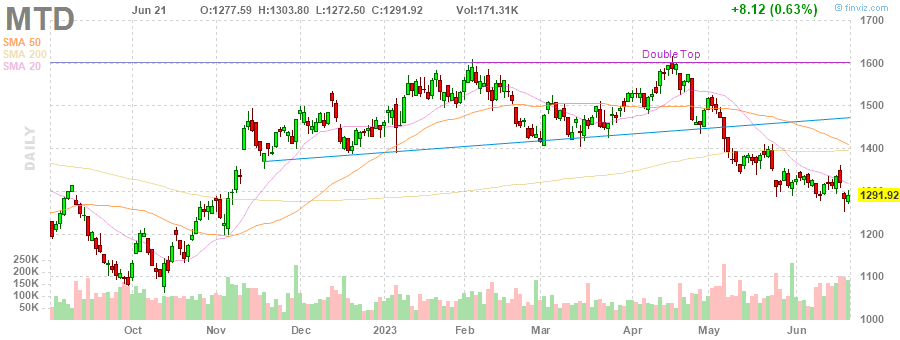 MTD Jun 21 O:1277.59 H:1303.80 L:1272.50 C:1291.92 Vol:171.31K +8.12 (0.63%) © finviz.com
1700
SMA 50
SMA 200
SMA 20
Double Top
1600
1500
DAILY
1400
1300
1291.92
1200
250K
200K
150K
100K
50K
1100
1000
Oct Nov Dec 2023 Feb Mar Apr May Jun